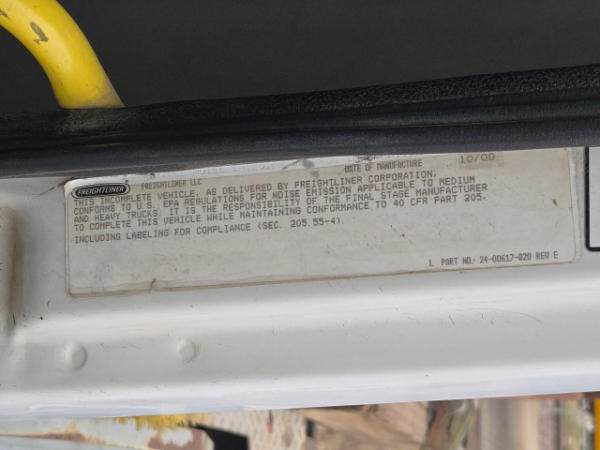 FREIGHTLINER FREIGHTLINER LLC DATE OF MANUFACTURE 10/00
THIS INCOMPLETE VEHICLE, AS DELIVERED BY FREIGHTLINER CORPORATION,
CONFORMS TO U.S. EPA REGULATIONS FOR NOISE EMISSION APPLICABLE TO MEDIUM
AND HEAVY TRUCKS. IT IS THE RESPONSIBILITY OF THE FINAL STAGE MANUFACTURER
TO COMPLETE THIS VEHICLE WHILE MAINTAINING CONFORMANCE TO 40 CFR PART 205.
INCLUDING LABELING FOR COMPLIANCE (SEC. 205.55-4).
L PART NO.: 24-00617-020 REV E